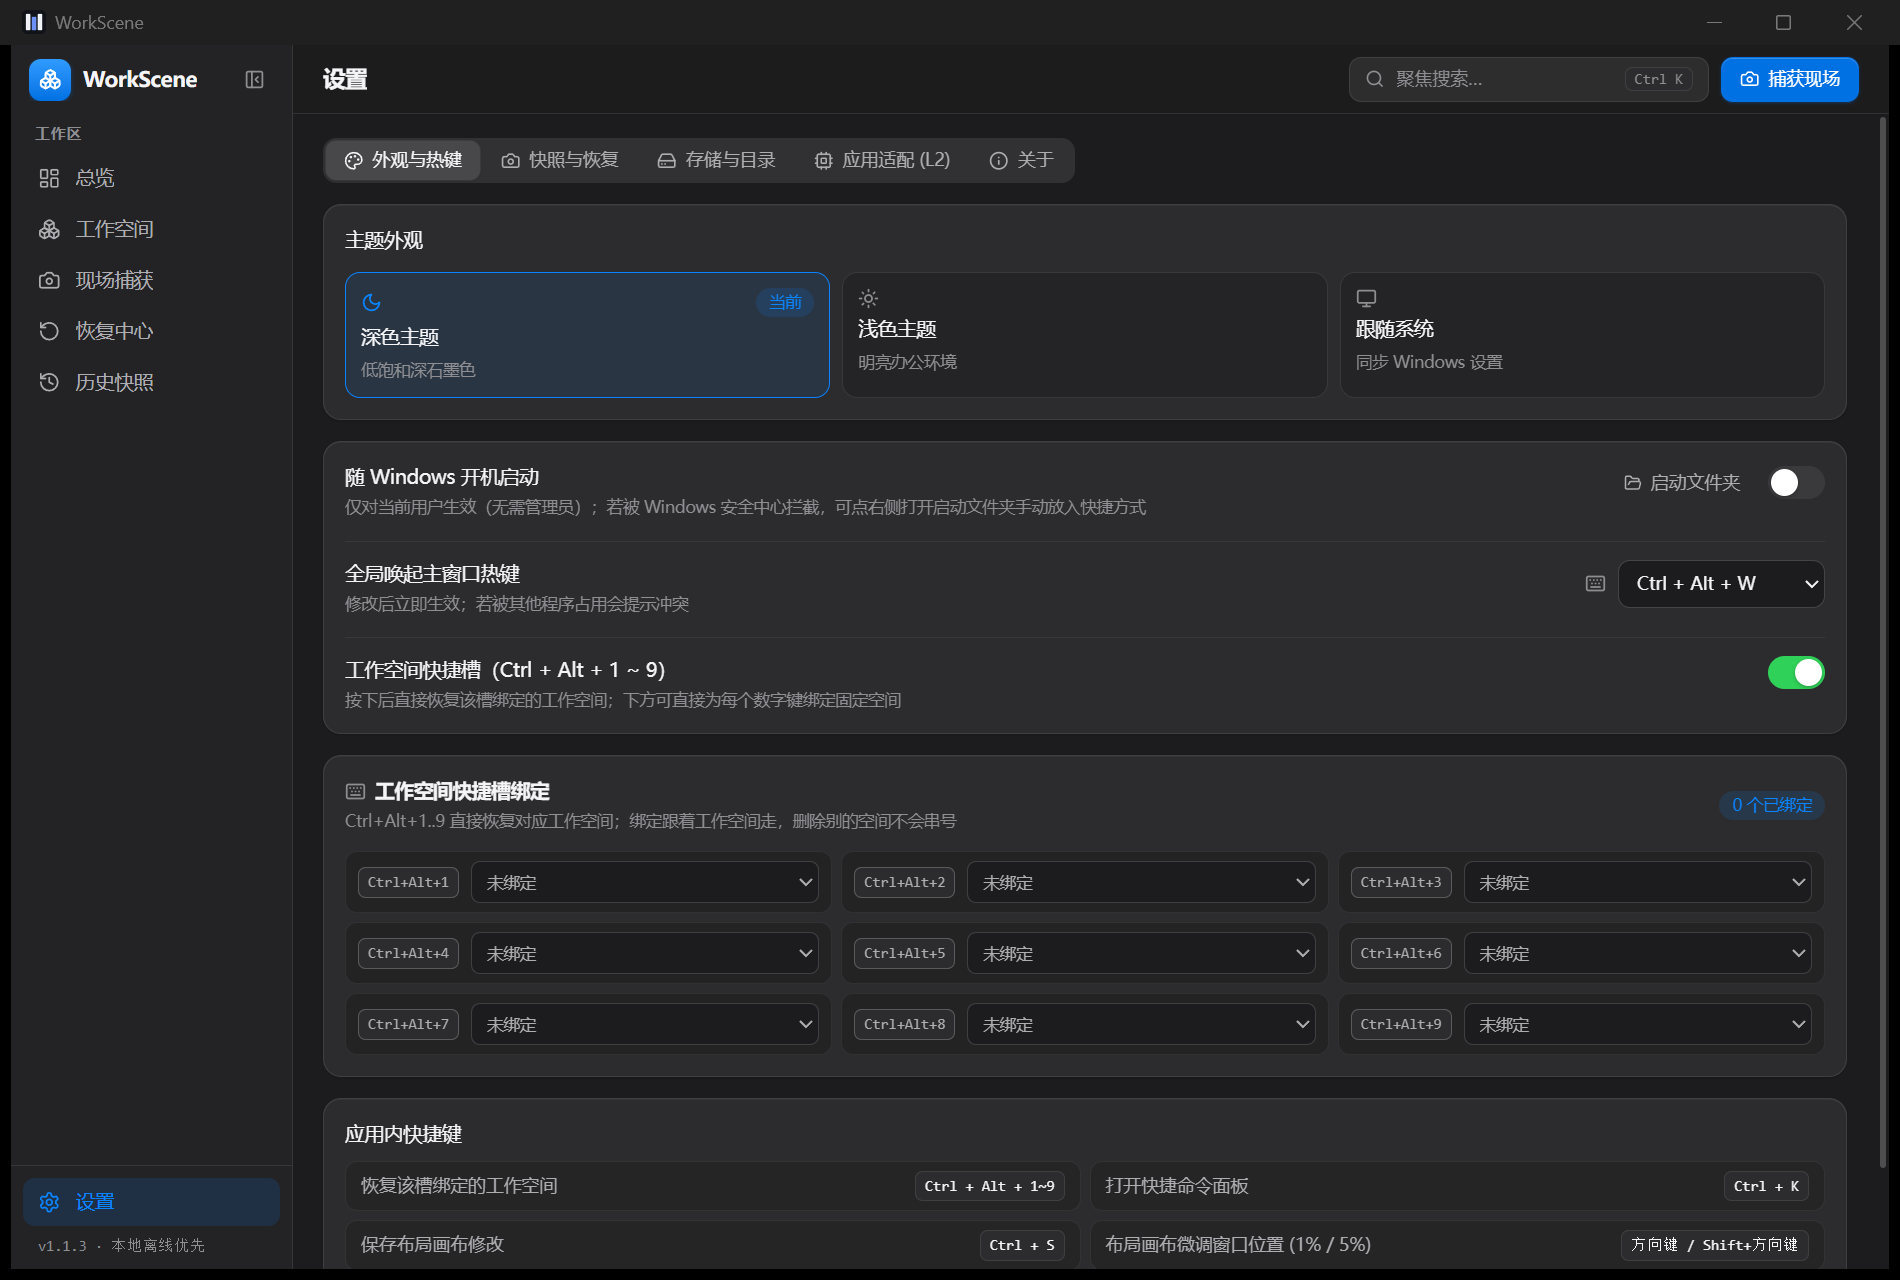 WorkScene
WorkScene
设置
聚焦搜索...
Ctrl K
捕获现场
工作区
总览
工作空间
现场捕获
恢复中心
历史快照
外观与热键
快照与恢复
存储与目录
应用适配 (L2)
关于
主题外观
当前
深色主题
低饱和深石墨色
浅色主题
明亮办公环境
跟随系统
同步 Windows 设置
随 Windows 开机启动
仅对当前用户生效（无需管理员）；若被 Windows 安全中心拦截，可点右侧打开启动文件夹手动放入快捷方式
启动文件夹
全局唤起主窗口热键
修改后立即生效；若被其他程序占用会提示冲突
Ctrl + Alt + W
工作空间快捷槽（Ctrl + Alt + 1 ~ 9）
按下后直接恢复该槽绑定的工作空间；下方可直接为每个数字键绑定固定空间
工作空间快捷槽绑定
Ctrl+Alt+1..9 直接恢复对应工作空间；绑定跟着工作空间走，删除别的空间不会串号
0 个已绑定
Ctrl+Alt+1 未绑定
Ctrl+Alt+2 未绑定
Ctrl+Alt+3 未绑定
Ctrl+Alt+4 未绑定
Ctrl+Alt+5 未绑定
Ctrl+Alt+6 未绑定
Ctrl+Alt+7 未绑定
Ctrl+Alt+8 未绑定
Ctrl+Alt+9 未绑定
应用内快捷键
恢复该槽绑定的工作空间
Ctrl + Alt + 1~9
打开快捷命令面板
Ctrl + K
保存布局画布修改
Ctrl + S
布局画布微调窗口位置 (1% / 5%)
方向键 / Shift+方向键
设置
v1.1.3 · 本地离线优先